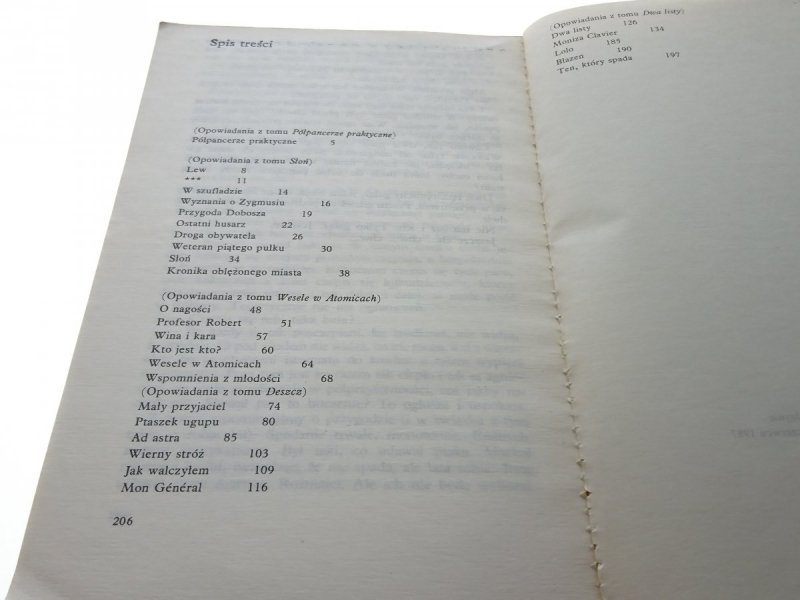 Spis treści
(Opowiadania z tomu Półpancerze praktyczne)
Półpancerze praktyczne 5
(Opowiadania z tomu Słoń)
Lew 8
*** 11
W szufladzie 14
Wyznania o Zygmusiu 16
Przygoda Dobosza 19
Ostatni husarz 22
Droga obywatela 26
Weteran piątego pułku 30
Słoń 34
Kronika oblężonego miasta 38
(Opowiadania z tomu Wesele w Atomicach)
O nagości 48
Profesor Robert 51
Wina i kara 57
Kto jest kto? 60
Wesele w Atomicach 64
Wspomnienia z młodości 68
(Opowiadania z tomu Deszcz)
Mały przyjaciel 74
Ptaszek ugupu 80
Ad astra 85
Wierny stróż 103
Jak walczyłem 109
Mon Général 116
206
(Opowiadania z tomu Dwa listy)
Dwa listy 126
Moniza Clavier 134
Lolo 185
Błazen 190
Ten, który spada 197